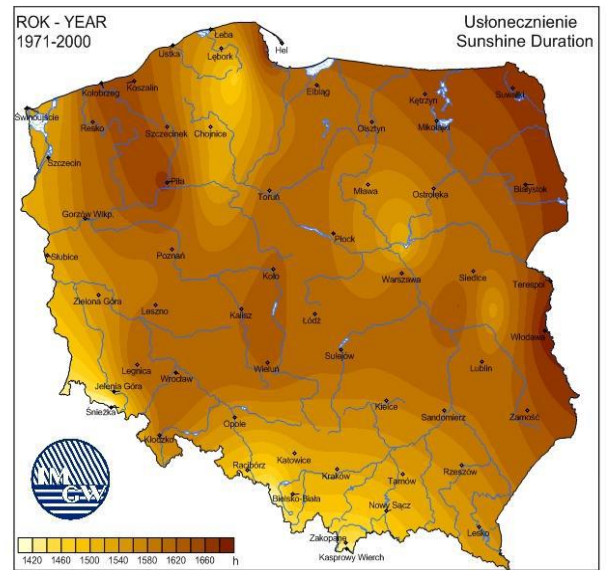 ROK - YEAR
1971-2000
Usłonecznienie
Sunshine Duration
Łeba
Hel
Ustka
Lębork
Koszalin
Kołobrzeg
Elbląg
Kętrzyn
Suwałki
Świnoujście
Resko
Szczecinek
Chojnice
Olsztyn
Mikołajki
Szczecin
Piła
Toruń
Mława
Ostrołęka
Białystok
Gorzów Wlkp.
Płock
Słubice
Poznań
Koło
Warszawa
Siedlce
Terespol
Zielona Góra
Leszno
Kalisz
Łódź
Włodawa
Sulejów
Legnica
Wrocław
Wieluń
Lublin
Jelenia Góra
Śnieżka
Opole
Kielce
Sandomierz
Zamość
Kłodzko
Racibórz
Katowice
Kraków
Tarnów
Rzeszów
Bielsko-Biała
Nowy Sącz
Lesko
Zakopane
Kasprowy Wierch
IM
GW
1420 1460 1500 1540 1580 1620 1660 h